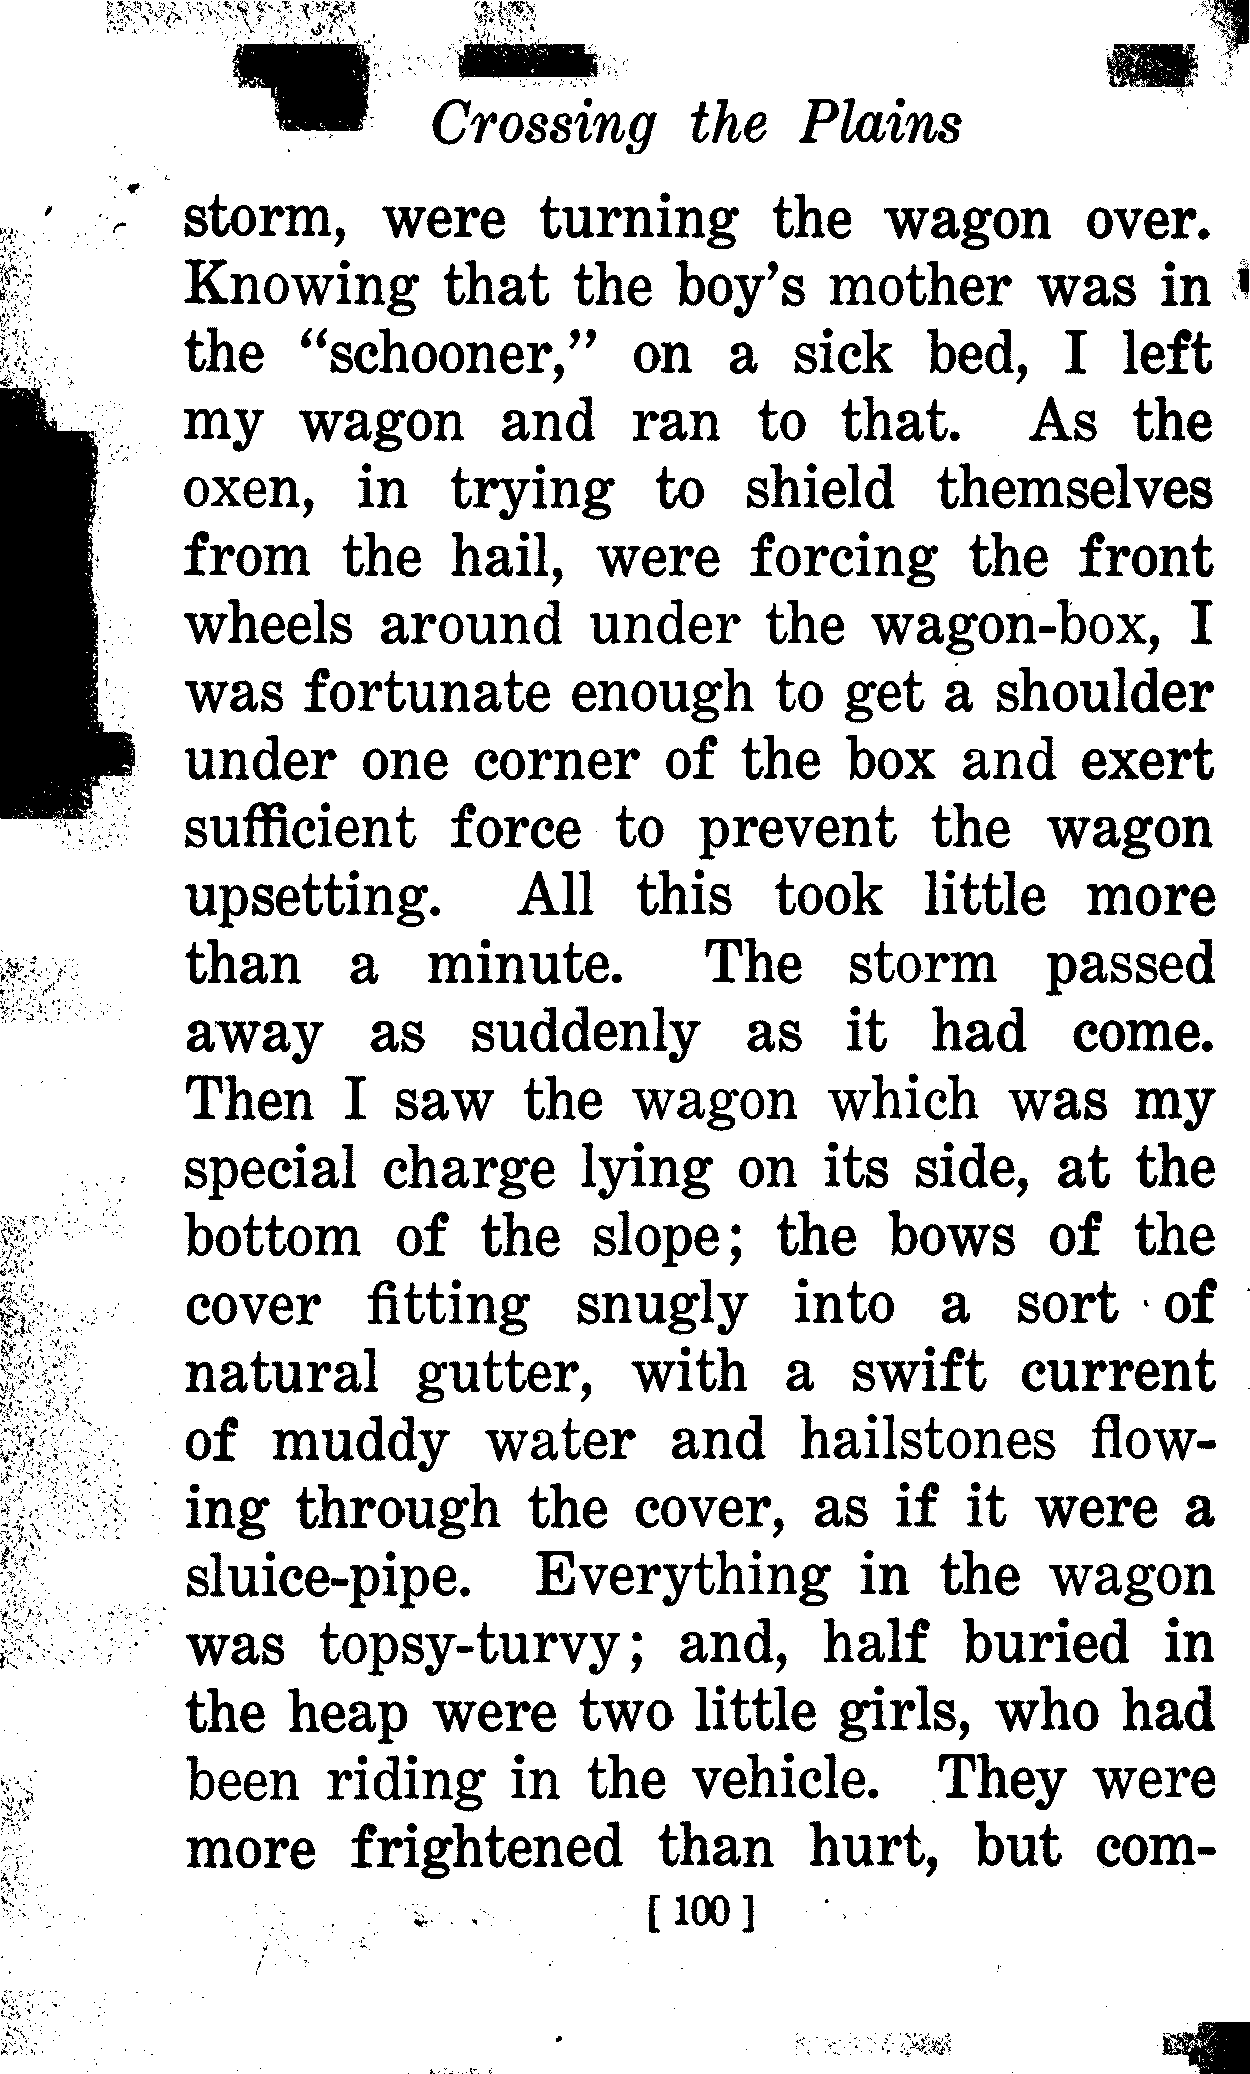 Crossing the Plains
storm, were turning the wagon over.
Knowing that the boy's mother was in
the “schooner,” on a sick bed, I left
my wagon and ran to that. As the
oxen, in trying to shield themselves
from the hail, were forcing the front
wheels around under the wagon-box, I
was fortunate enough to get a shoulder
under one corner of the box and exert
sufficient force to prevent the wagon
upsetting. All this took little more
than a minute. The storm passed
away as suddenly as it had come.
Then I saw the wagon which was my
special charge lying on its side, at the
bottom of the slope; the bows of the
cover fitting snugly into a sort of
natural gutter, with a swift current
of muddy water and hailstones flow-
ing through the cover, as if it were a
sluice-pipe. Everything in the wagon
was topsy-turvy; and, half buried in
the heap were two little girls, who had
been riding in the vehicle. They were
more frightened than hurt, but com-
[ 100 ]